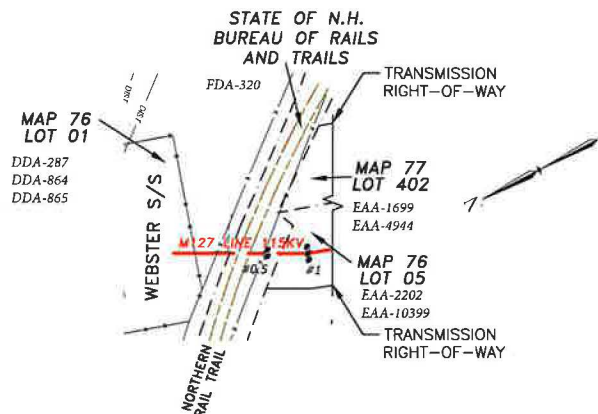 STATE OF N.H.
BUREAU OF RAILS
AND TRAILS
FDA-320
TRANSMISSION
RIGHT-OF-WAY
DIST
DIST
MAP 76
LOT 01
DDA-287
DDA-864
DDA-865
MAP 77
LOT 402
EAA-1699
EAA-4944
WEBSTER S/S
M127 LINE 115KV
#0.5
#1
MAP 76
LOT 05
EAA-2202
EAA-10399
TRANSMISSION
RIGHT-OF-WAY
NORTHERN
RAIL TRAIL